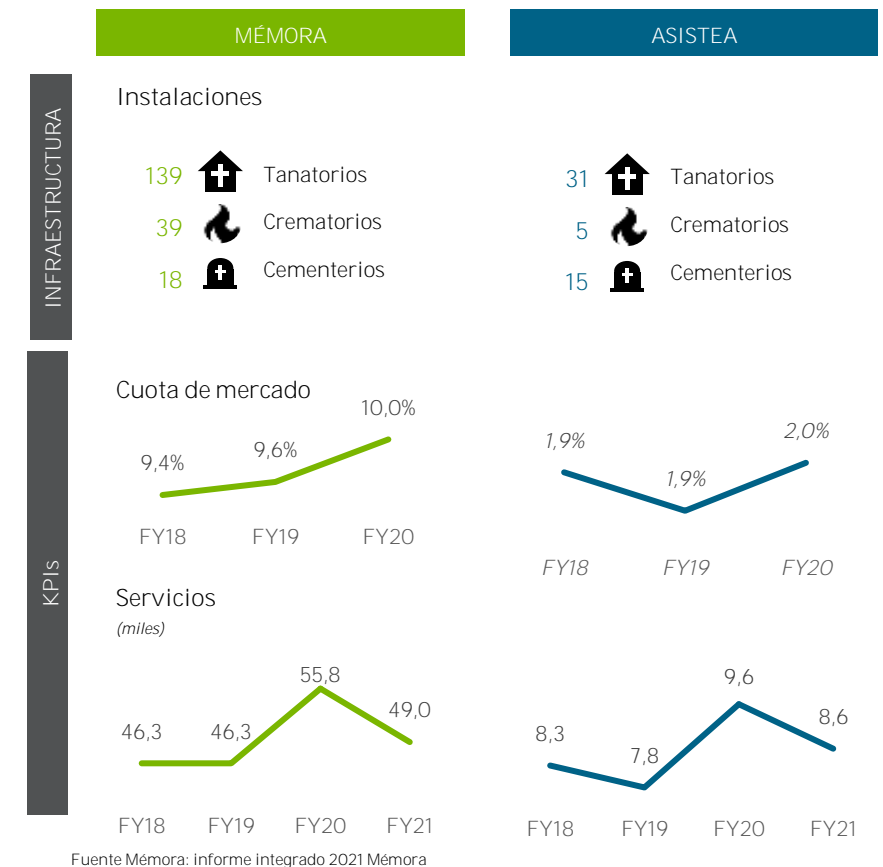 MÉMORA
ASISTEA
INFRAESTRUCTURA
Instalaciones
139 Tanatorios
39 Crematorios
18 Cementerios
31 Tanatorios
5 Crematorios
15 Cementerios
KPIs
Cuota de mercado
9,4%
9,6%
10,0%
FY18 FY19 FY20
1,9%
1,9%
2,0%
FY18 FY19 FY20
Servicios
(miles)
46,3
46,3
55,8
49,0
FY18 FY19 FY20 FY21
8,3
7,8
9,6
8,6
FY18 FY19 FY20 FY21
Fuente Mémora: informe integrado 2021 Mémora